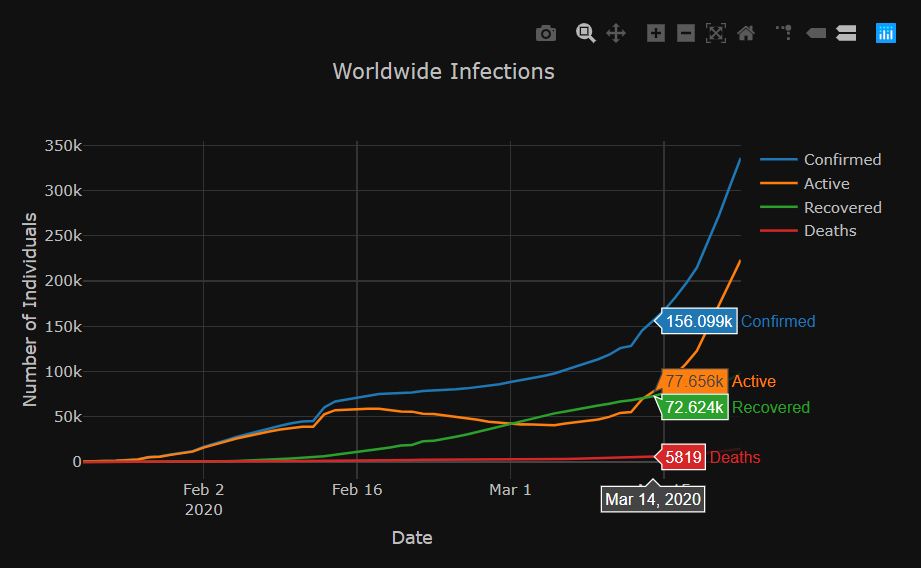 Worldwide Infections
350k
300k
250k
200k
150k
100k
50k
0
Number of Individuals
Confirmed
Active
Recovered
Deaths
156.099k Confirmed
77.656k Active
72.624k Recovered
5819 Deaths
Feb 2
2020
Feb 16
Mar 1
Mar 14, 2020
Date